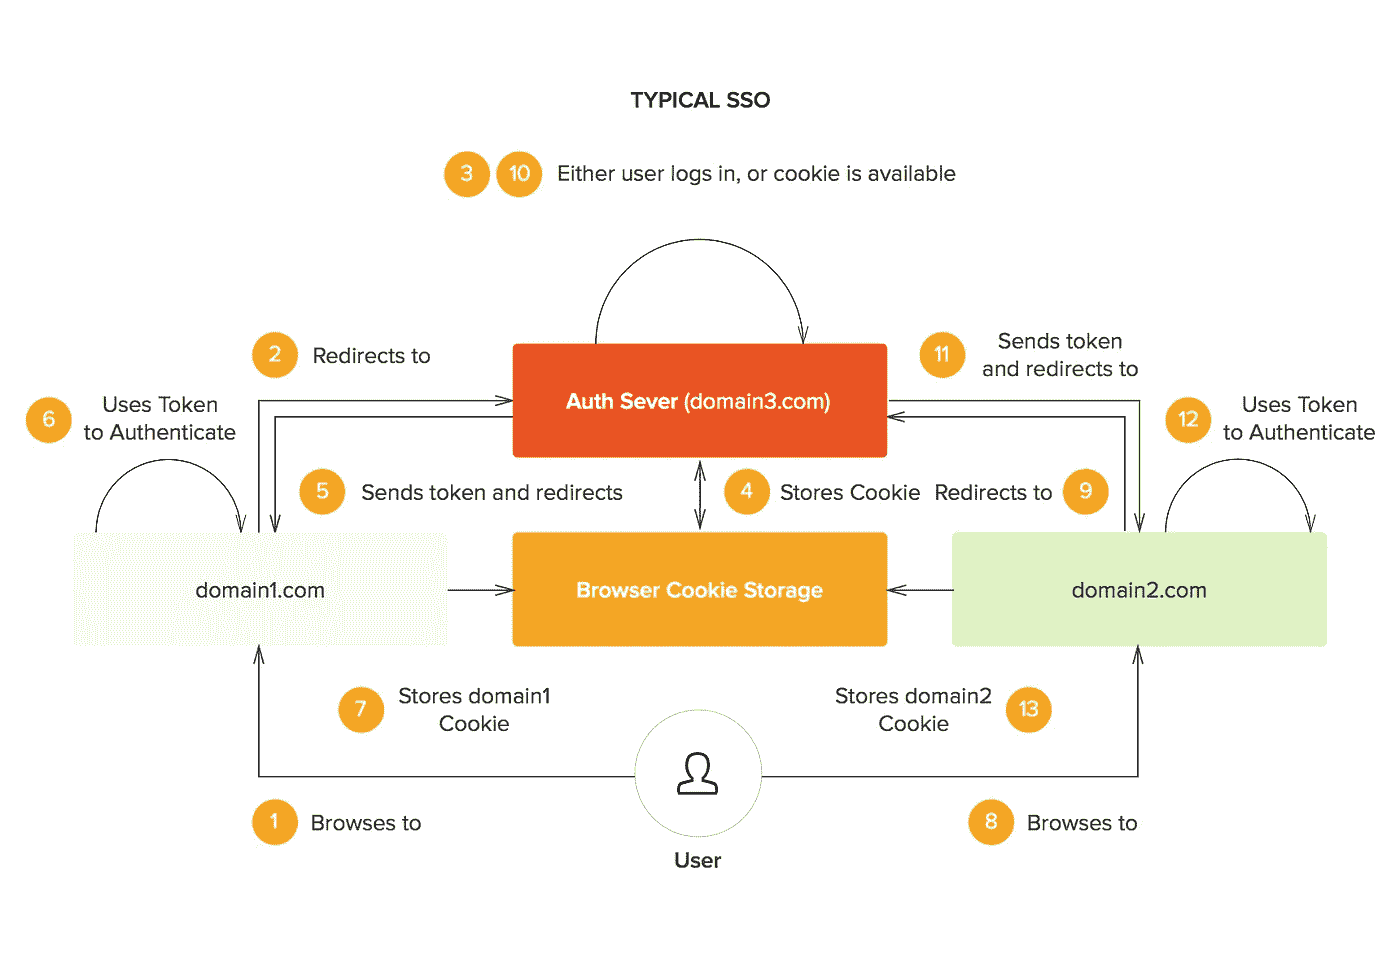 TYPICAL SSO
3 10 Either user logs in, or cookie is available
2 Redirects to
11 Sends token
and redirects to
6 Uses Token
to Authenticate
Auth Sever (domain3.com)
12 Uses Token
to Authenticate
5 Sends token and redirects
4 Stores Cookie
Redirects to 9
domain1.com
Browser Cookie Storage
domain2.com
7 Stores domain1
Cookie
Stores domain2
Cookie 13
1 Browses to
8 Browses to
User